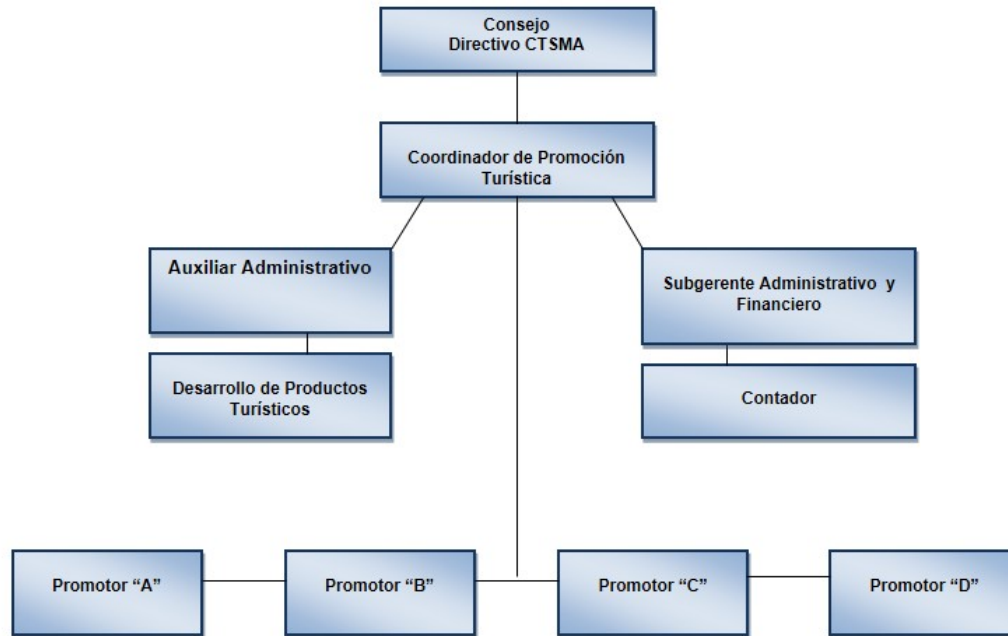 Consejo
Directivo CTSMA
Coordinador de Promoción
Turística
Auxiliar Administrativo
Subgerente Administrativo y
Financiero
Desarrollo de Productos
Turísticos
Contador
Promotor “A”
Promotor “B”
Promotor “C”
Promotor “D”